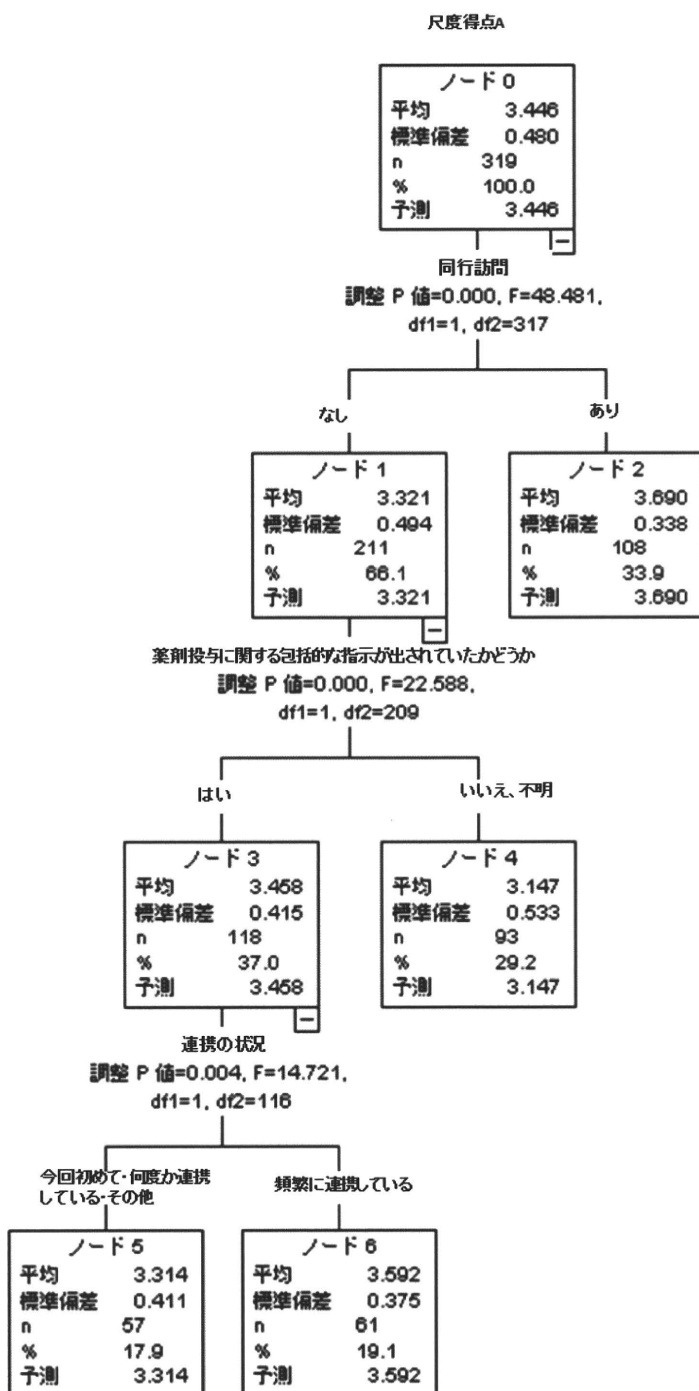 尺度得点A
ノード 0
平均 3.446
標準偏差 0.480
n 319
% 100.0
予測 3.446
同行訪問
調整 P 値=0.000, F=48.481,
df1=1, df2=317
なし
あり
ノード 1
平均 3.321
標準偏差 0.494
n 211
% 66.1
予測 3.321
ノード 2
平均 3.690
標準偏差 0.338
n 108
% 33.9
予測 3.690
薬剤投与に関する包括的な指示が出されていたかどうか
調整 P 値=0.000, F=22.588,
df1=1, df2=209
はい
いいえ、不明
ノード 3
平均 3.458
標準偏差 0.415
n 118
% 37.0
予測 3.458
ノード 4
平均 3.147
標準偏差 0.533
n 93
% 29.2
予測 3.147
連携の状況
調整 P 値=0.004, F=14.721,
df1=1, df2=116
今回初めて・何度か連携
している・その他
頻繁に連携している
ノード 5
平均 3.314
標準偏差 0.411
n 57
% 17.9
予測 3.314
ノード 6
平均 3.592
標準偏差 0.375
n 61
% 19.1
予測 3.592